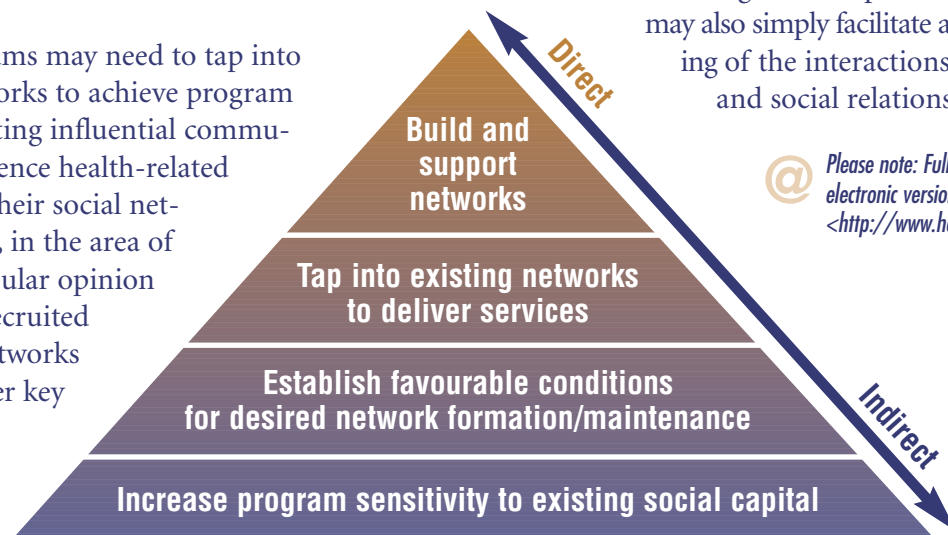 ms may need to tap into
orks to achieve program
ting influential commu-
ence health-related
heir social net-
, in the area of
ular opinion
ecruited
tworks
er key
Build and
support
networks
Tap into existing networks
to deliver services
Establish favourable conditions
for desired network formation/maintenance
Increase program sensitivity to existing social capital
Direct
Indirect
may also simply facilitate a
ing of the interactions
and social relations
@
Please note: Full
electronic version
<http://www.h